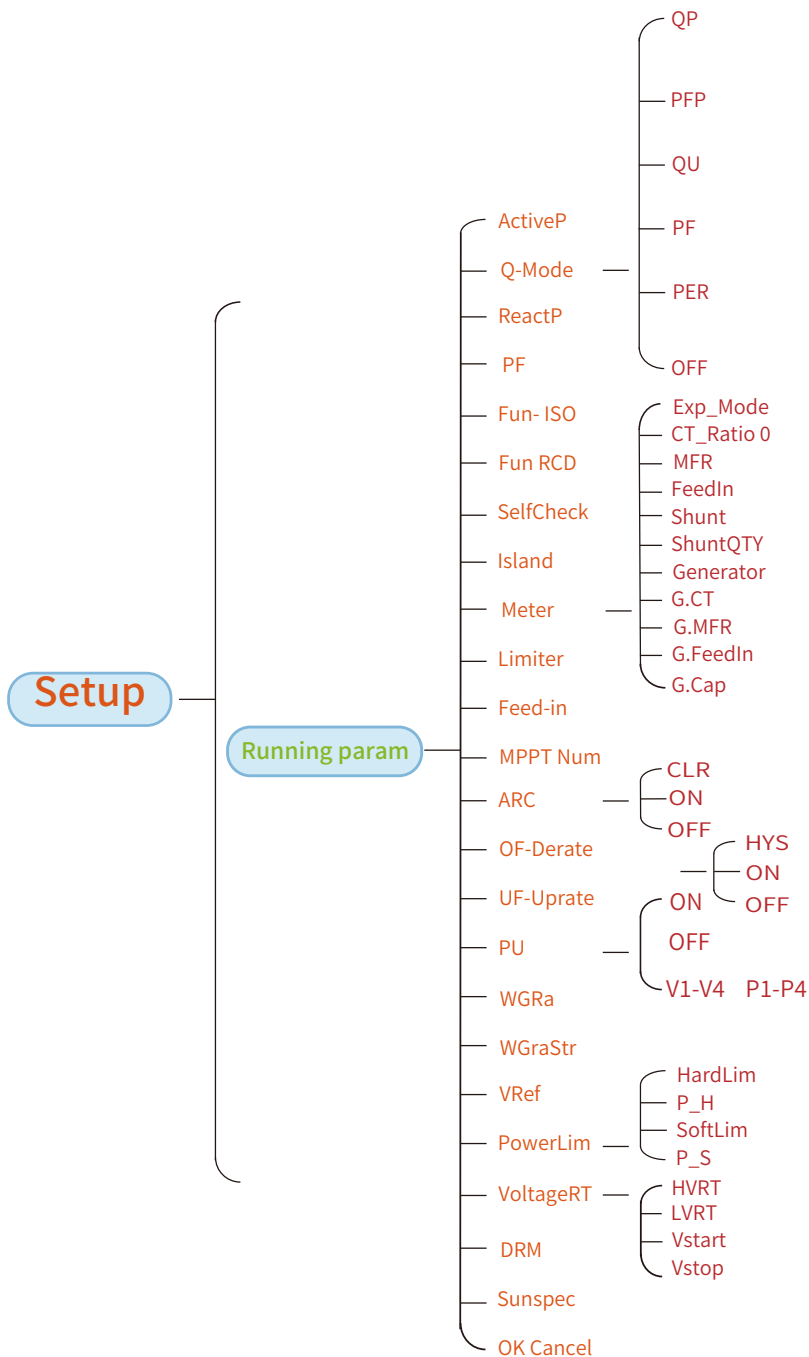 Setup
Running param
ActiveP
Q-Mode
QP
PFP
QU
PF
PER
OFF
ReactP
PF
Fun- ISO
Fun RCD
SelfCheck
Island
Meter
Exp_Mode
CT_Ratio 0
MFR
FeedIn
Shunt
ShuntQTY
Generator
G.CT
G.MFR
G.FeedIn
G.Cap
Limiter
Feed-in
MPPT Num
ARC
CLR
ON
OFF
OF-Derate
HYS
ON
OFF
UF-Uprate
PU
ON
OFF
V1-V4 P1-P4
WGRa
WGraStr
VRef
PowerLim
HardLim
P_H
SoftLim
P_S
VoltageRT
HVRT
LVRT
Vstart
Vstop
DRM
Sunspec
OK Cancel